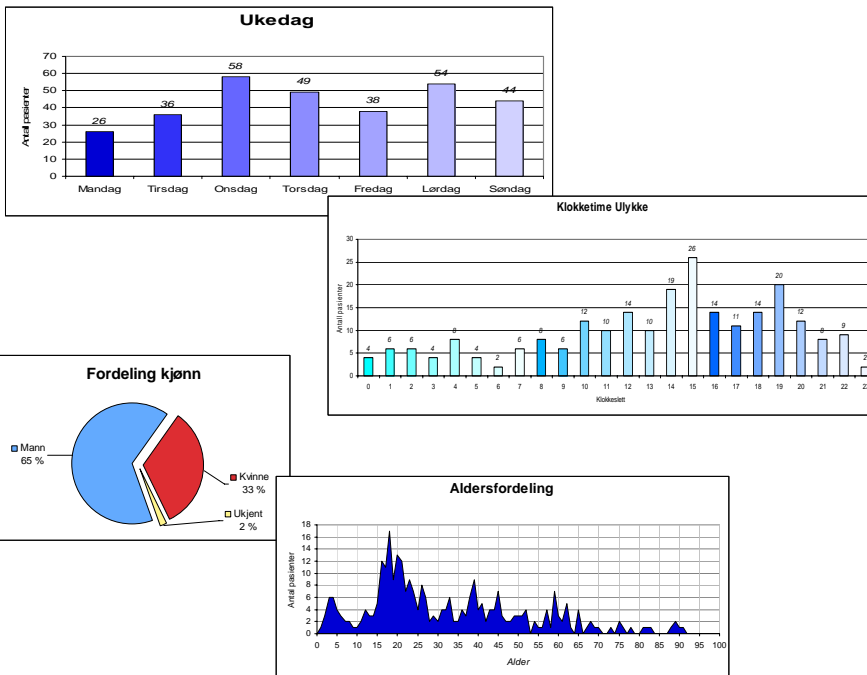 Ukedag
70
60
50
40
30
20
10
0
Antall pasienter
26
36
58
49
38
54
44
Mandag Tirsdag Onsdag Torsdag Fredag Lørdag Søndag
Klokketime Ulykke
30
25
20
15
10
5
0
Antall pasienter
4 6 6 4 8 4 2 6 8 6 12 10 14 10 19 26 14 11 14 20 12 8 9 2
0 1 2 3 4 5 6 7 8 9 10 11 12 13 14 15 16 17 18 19 20 21 22 23
Klokkeslett
Fordeling kjønn
Mann
65 %
Kvinne
33 %
Ukjent
2 %
Aldersfordeling
18
16
14
12
10
8
6
4
2
0
Antal pasienter
0 5 10 15 20 25 30 35 40 45 50 55 60 65 70 75 80 85 90 95 100
Alder